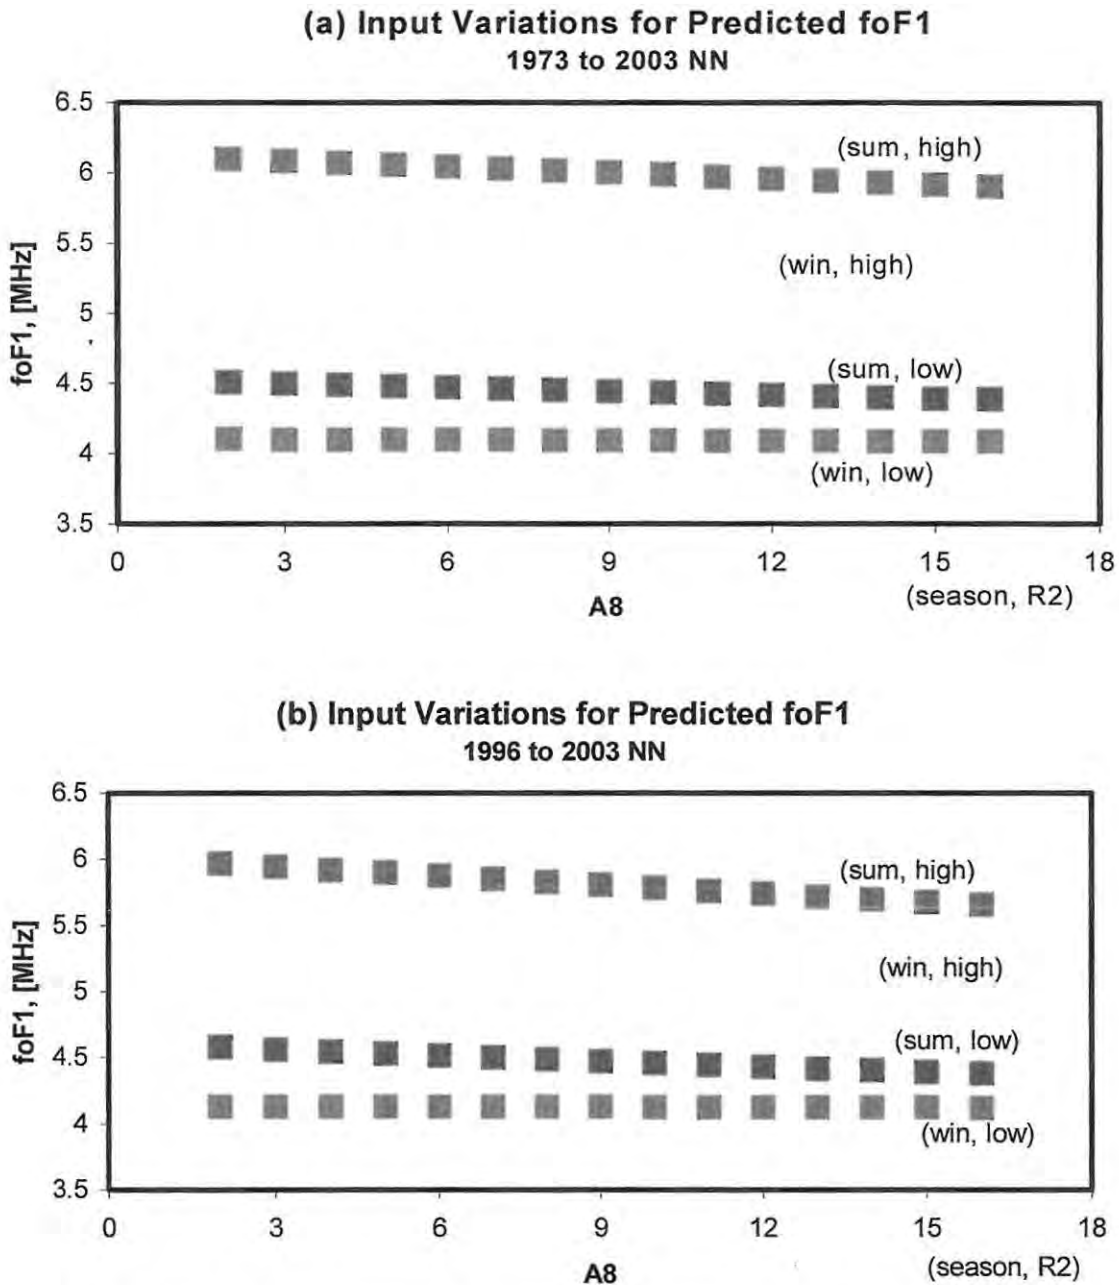 (a) Input Variations for Predicted foF1
1973 to 2003 NN
6.5
6
5.5
5
4.5
4
3.5
foF1, [MHz]
(sum, high)
(win, high)
(sum, low)
(win, low)
0 3 6 9 12 15 18
A8
(season, R2)
(b) Input Variations for Predicted foF1
1996 to 2003 NN
6.5
6
5.5
5
4.5
4
3.5
foF1, [MHz]
(sum, high)
(win, high)
(sum, low)
(win, low)
0 3 6 9 12 15 18
A8
(season, R2)